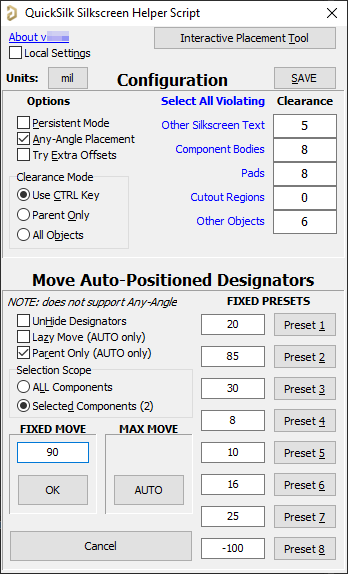 QuickSilk Silkscreen Helper Script
About v
Interactive Placement Tool
Local Settings
Units: mil Configuration SAVE
Options
Persistent Mode
Any-Angle Placement
Try Extra Offsets
Clearance Mode
Use CTRL Key
Parent Only
All Objects
Select All Violating Clearance
Other Silkscreen Text 5
Component Bodies 8
Pads 8
Cutout Regions 0
Other Objects 6
Move Auto-Positioned Designators
NOTE: does not support Any-Angle
UnHide Designators
Lazy Move (AUTO only)
Parent Only (AUTO only)
Selection Scope
ALL Components
Selected Components (2)
FIXED MOVE MAX MOVE
90
OK AUTO
Cancel
FIXED PRESETS
20 Preset 1
85 Preset 2
30 Preset 3
8 Preset 4
10 Preset 5
16 Preset 6
25 Preset 7
-100 Preset 8